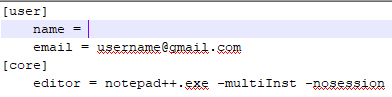 [user]
    name =
    email = username@gmail.com
[core]
    editor = notepad++.exe -multiInst -nosession